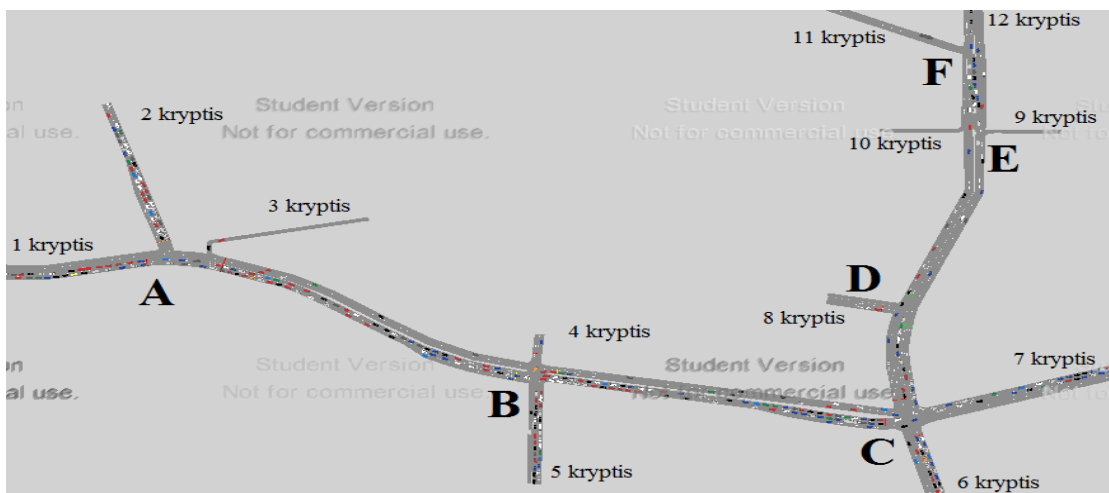 12 kryptis
11 kryptis
F
2 kryptis
Student Version
Not for commercial use.
Student Version
Not for commercial use.
9 kryptis
10 kryptis
E
3 kryptis
1 kryptis
A
D
8 kryptis
4 kryptis
7 kryptis
Student Version
Not for commercial use.
Student Version
Not for commercial use.
B
C
5 kryptis
6 kryptis